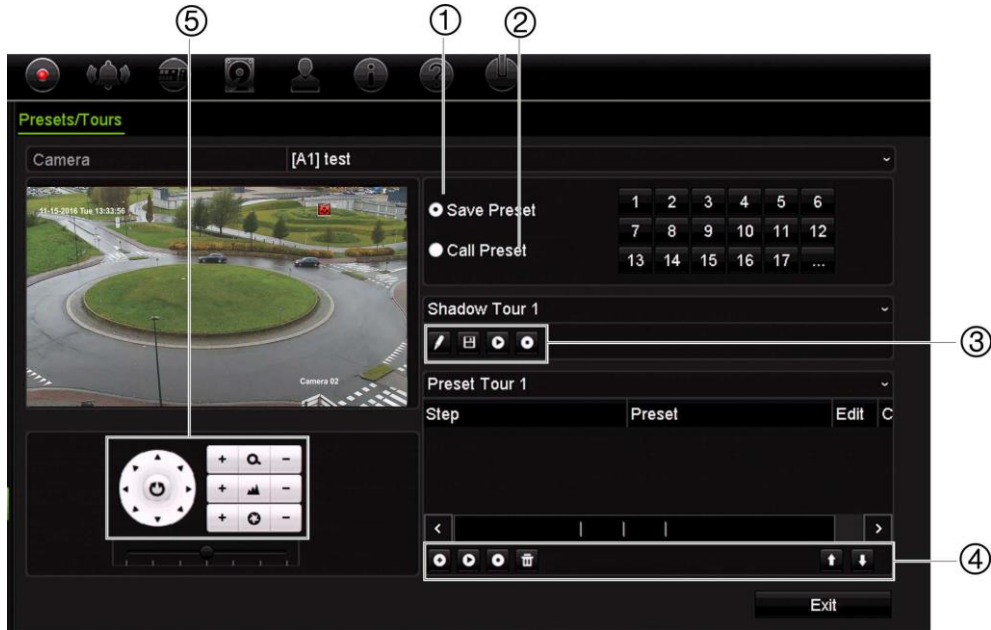 ⑤ ① ②
Presets/Tours
Camera [A1] test
11-15-2016 Tue 13:33:56
Camera 02
Save Preset
Call Preset
1 2 3 4 5 6
7 8 9 10 11 12
13 14 15 16 17 ...
Shadow Tour 1
③
Preset Tour 1
Step Preset Edit C
④
Exit